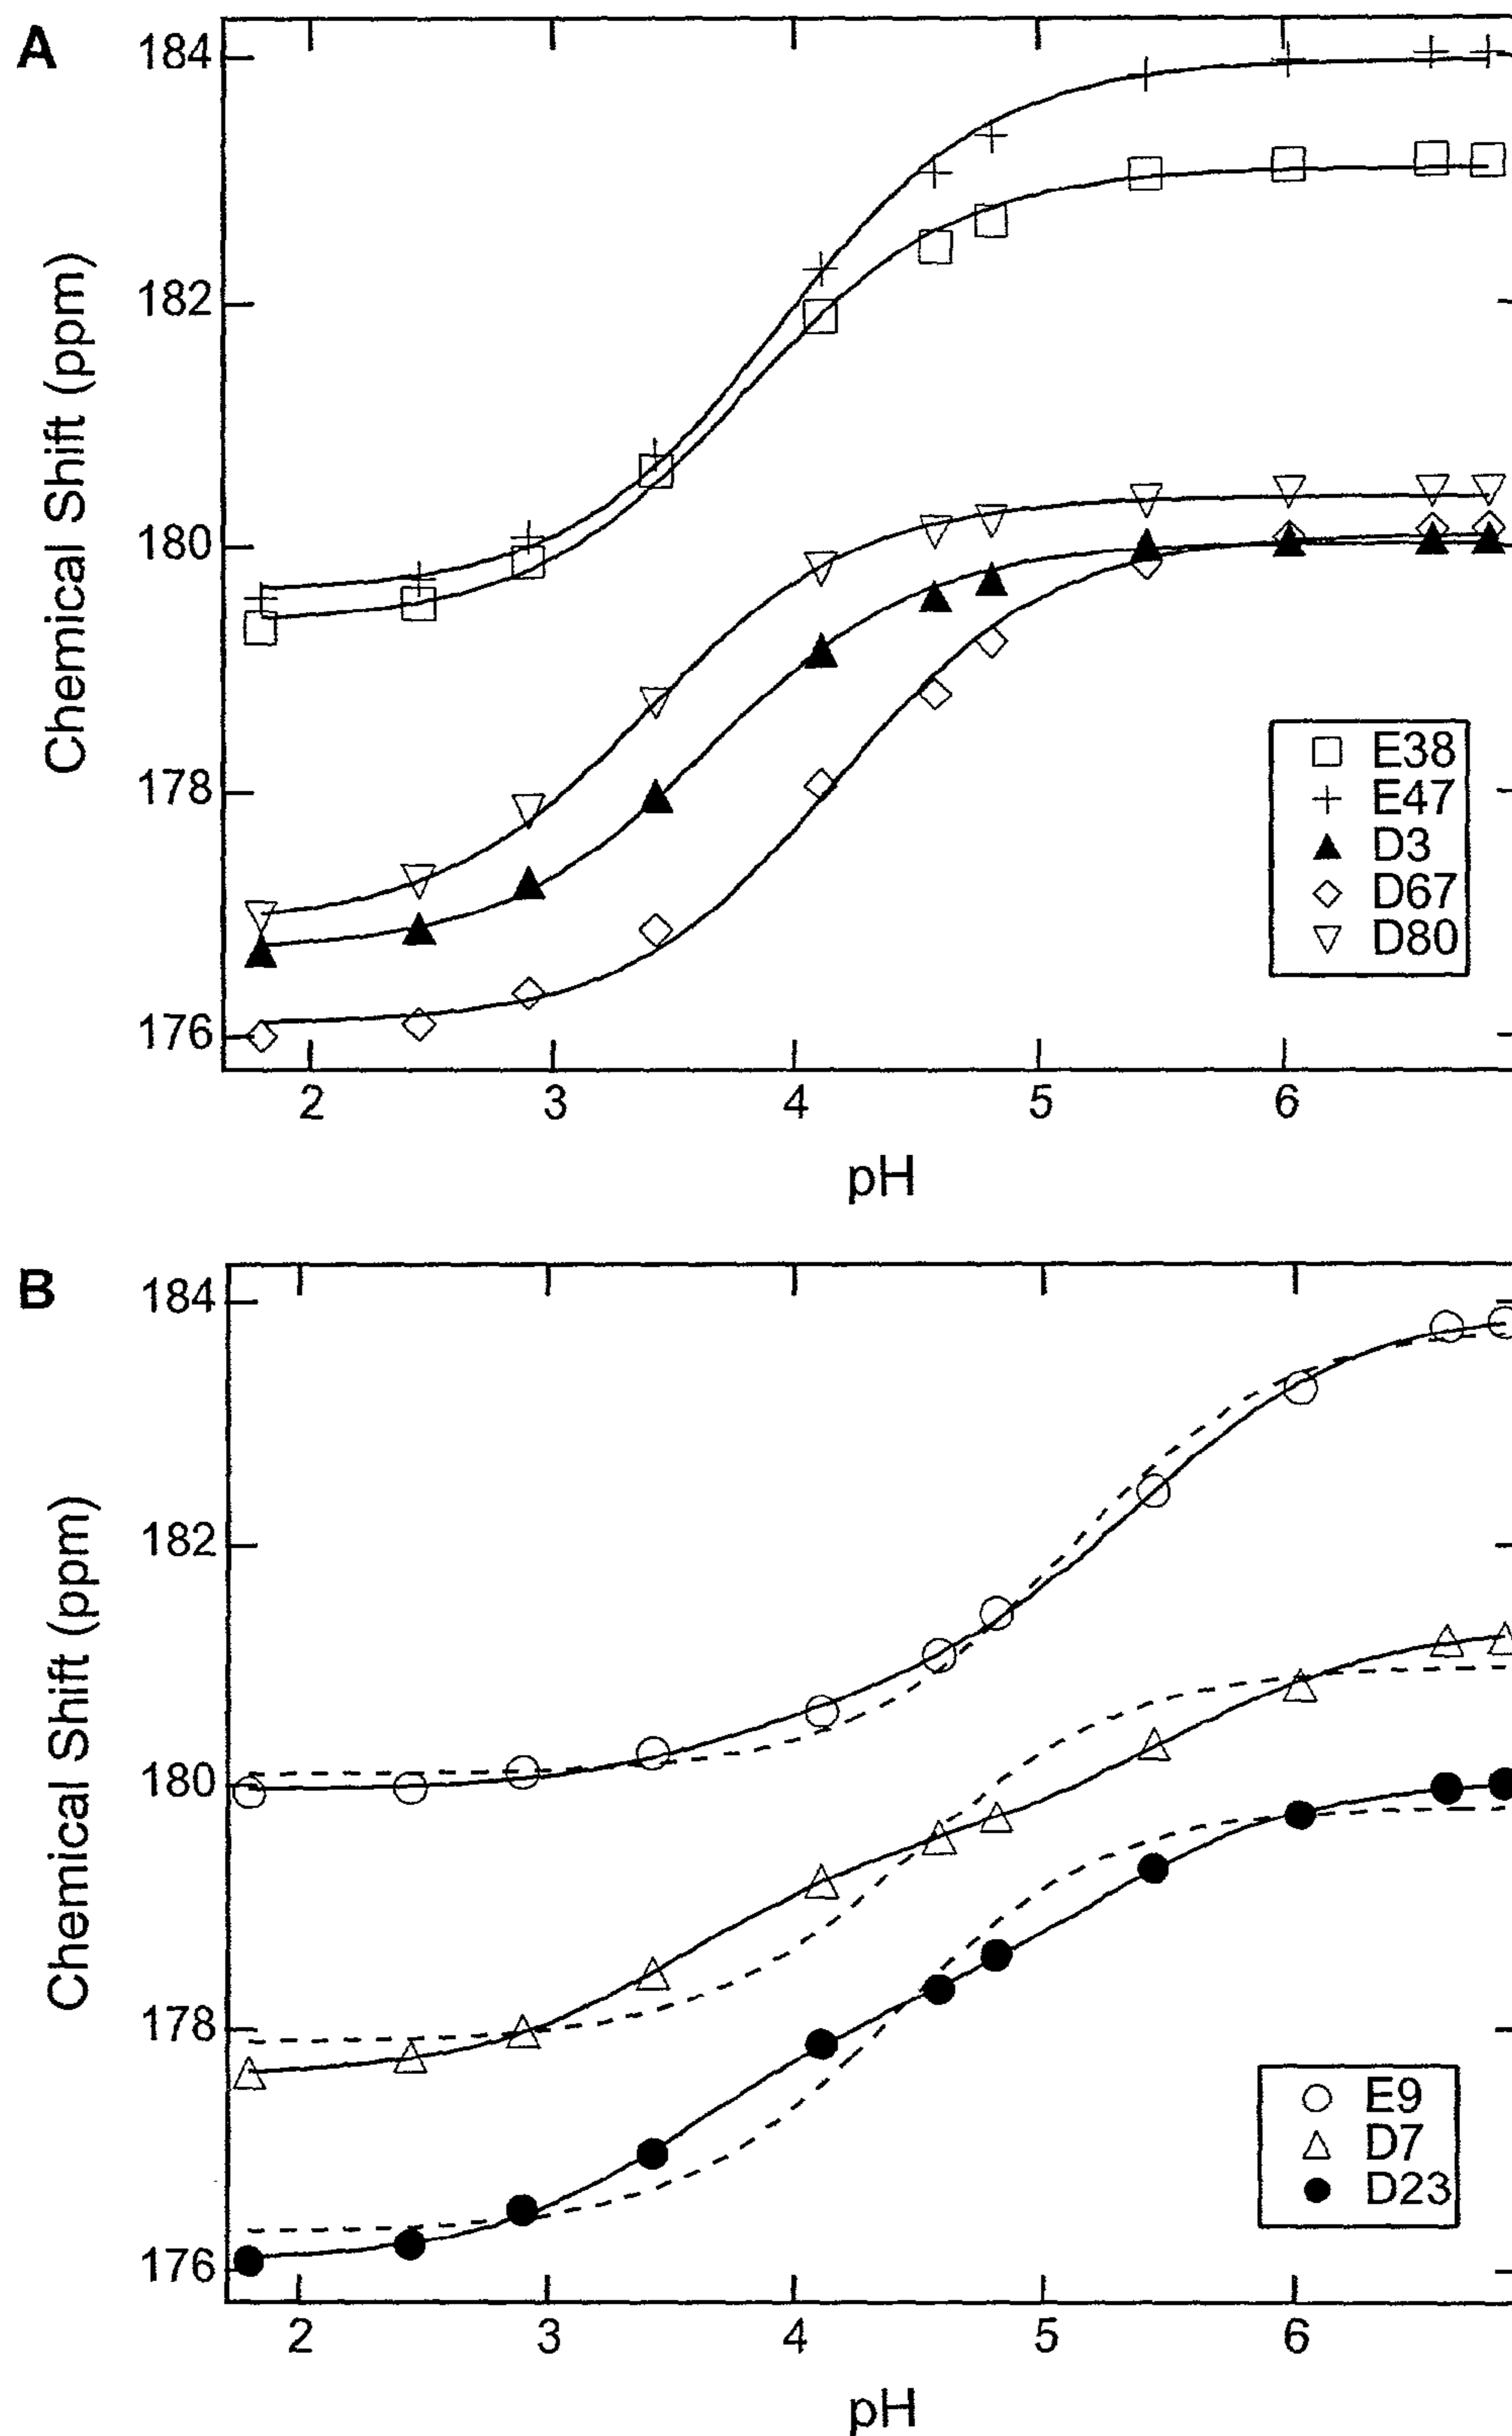 A
184
182
180
178
176
Chemical Shift (ppm)
E38
E47
D3
D67
D80
2 3 4 5 6
pH
B
184
182
180
178
176
Chemical Shift (ppm)
E9
D7
D23
2 3 4 5 6
pH